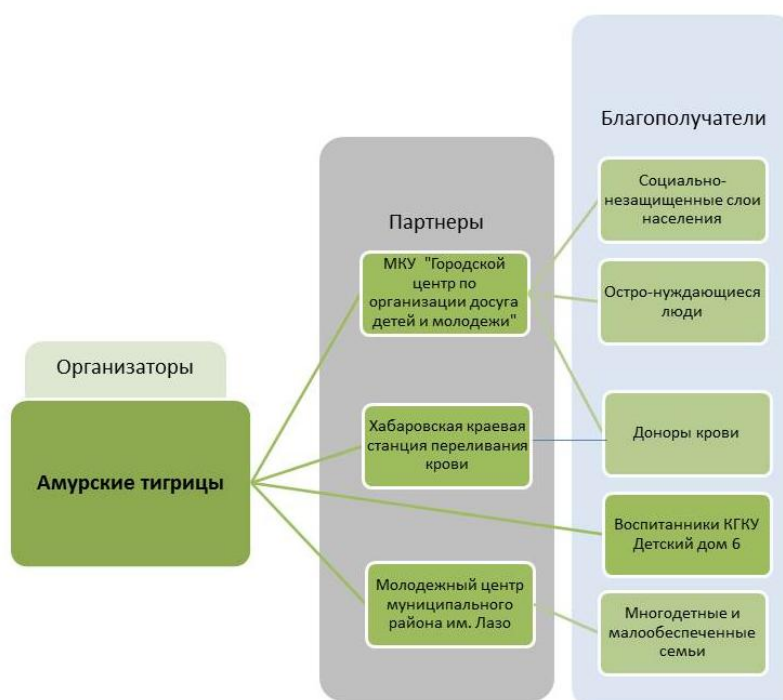 Организаторы
Амурские тигрицы
Партнеры
МКУ "Городской
центр по
организации досуга
детей и молодежи"
Хабаровская краевая
станция переливания
крови
Молодежный центр
муниципального
района им. Лазо
Благополучатели
Социально-
незащищенные слои
населения
Остро-нуждающиеся
люди
Доноры крови
Воспитанники КГКУ
Детский дом 6
Многодетные и
малообеспеченные
семьи